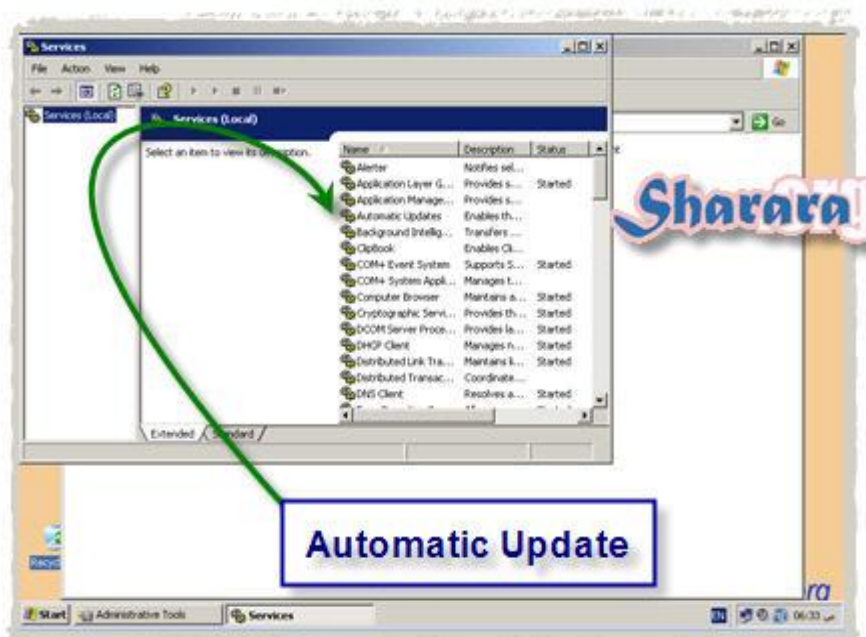 Services
File Action View Help
Services (Local)
Services (Local)
Select an item to view its description.
Name Description Status
Alerter Notifies sel...
Application Layer G... Provides s... Started
Application Manage... Provides s...
Automatic Updates Enables th...
Background Intellig... Transfers ...
ClipBook Enables Cli...
COM+ Event System Supports S... Started
COM+ System Appli... Manages t...
Computer Browser Maintains a... Started
Cryptographic Servi... Provides th... Started
DCOM Server Proce... Provides la... Started
DHCP Client Manages n... Started
Distributed Link Tra... Maintains li... Started
Distributed Transac... Coordinate...
DNS Client Resolves a... Started
Extended Standard
Go
Sharara
Automatic Update
Recyc
rg
Start Administrative Tools Services EN 06:33 ص